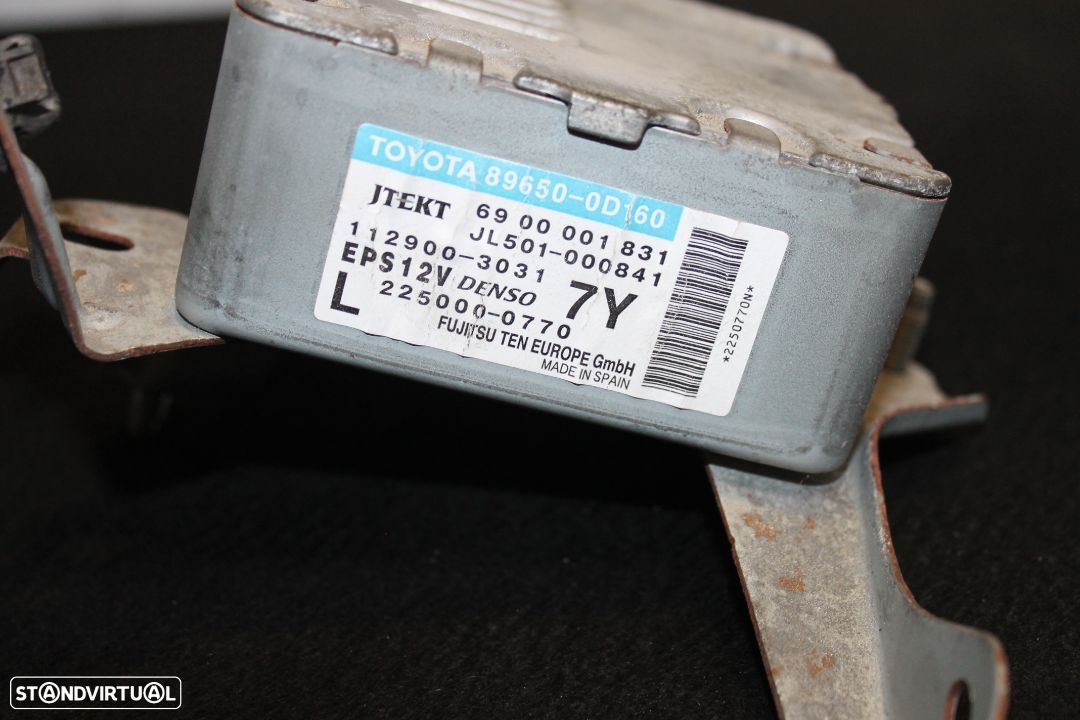 TOYOTA 89650-0D160
JTEKT 69 00 001 831
JL501-000841
112900-3031
EPS12V DENSO 7Y
L 225000-0770
FUJITSU TEN EUROPE GmbH
MADE IN SPAIN
*2250770N*
STANDVIRTUAL